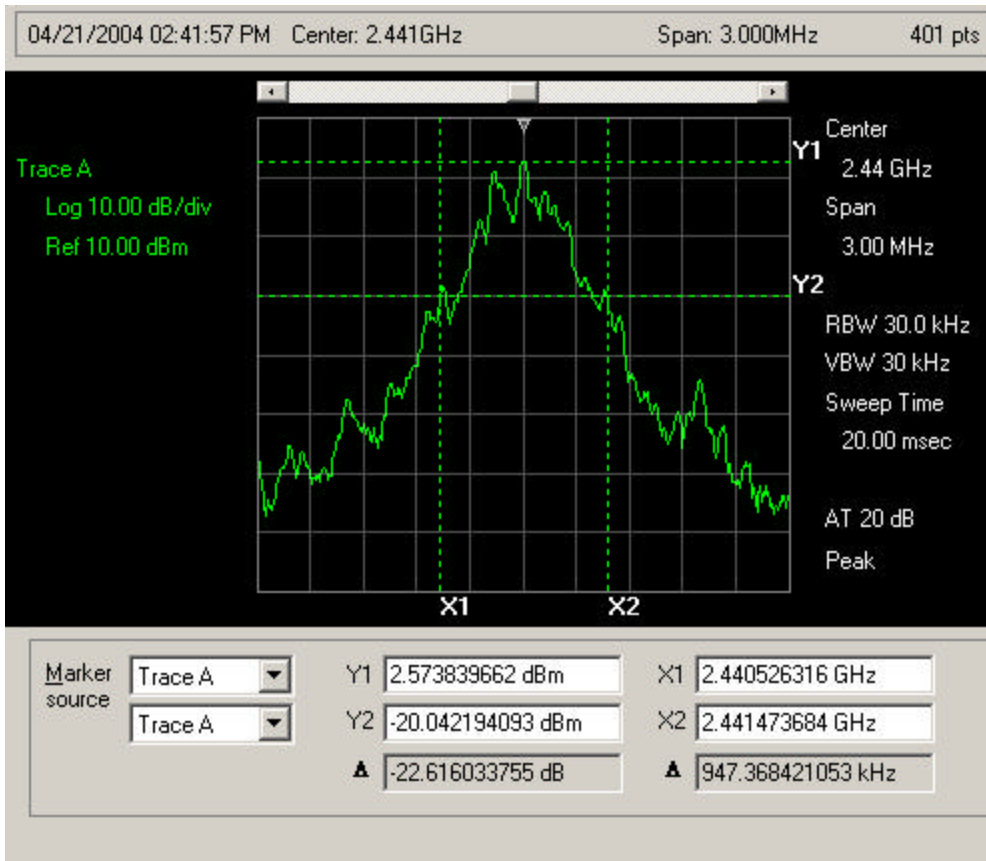 04/21/2004 02:41:57 PM Center: 2.441GHz Span: 3.000MHz 401 pts
Trace A
Log 10.00 dB/div
Ref 10.00 dBm
Y1
Y2
X1 X2
Center
2.44 GHz
Span
3.00 MHz
RBW 30.0 kHz
VBW 30 kHz
Sweep Time
20.00 msec
AT 20 dB
Peak
Marker source
Trace A
Trace A
Y1 2.573839662 dBm
Y2 -20.042194093 dBm
Δ -22.616033755 dB
X1 2.440526316 GHz
X2 2.441473684 GHz
Δ 947.368421053 kHz